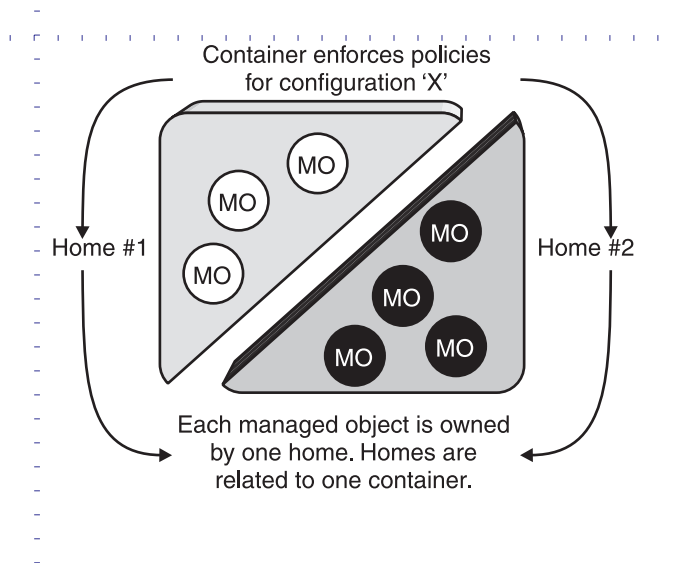 Container enforces policies
for configuration ‘X’
MO
MO
MO
MO
Home #1
Home #2
MO
MO
MO
Each managed object is owned
by one home. Homes are
related to one container.